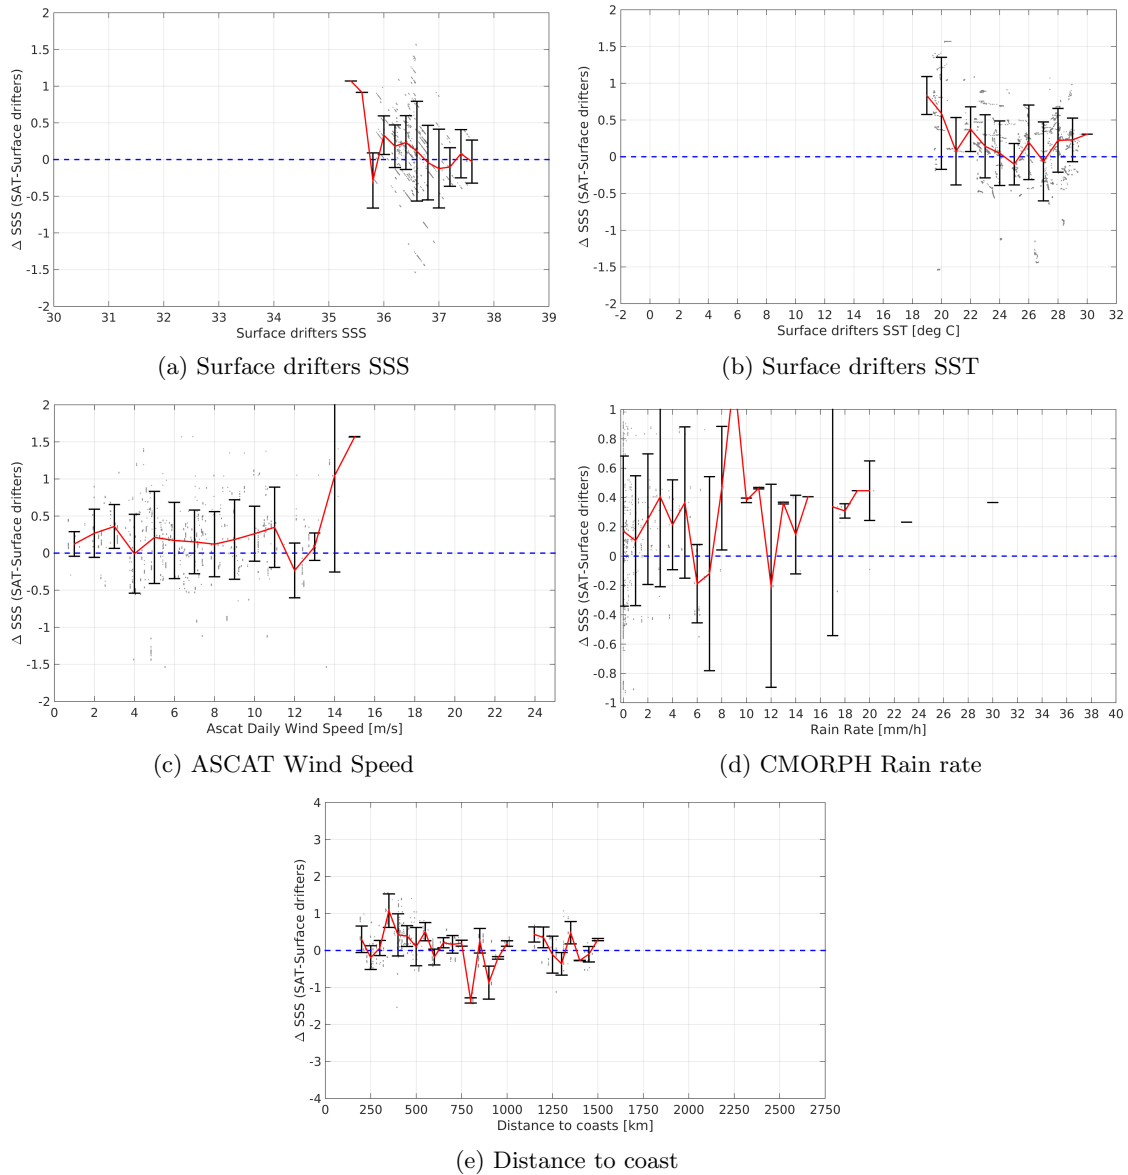 2
1.5
1
0.5
0
-0.5
-1
-1.5
-2
Δ SSS (SAT-Surface drifters)
30 31 32 33 34 35 36 37 38 39
Surface drifters SSS
(a) Surface drifters SSS
2
1.5
1
0.5
0
-0.5
-1
-1.5
-2
Δ SSS (SAT-Surface drifters)
-2 0 2 4 6 8 10 12 14 16 18 20 22 24 26 28 30 32
Surface drifters SST [deg C]
(b) Surface drifters SST
2
1.5
1
0.5
0
-0.5
-1
-1.5
-2
Δ SSS (SAT-Surface drifters)
0 2 4 6 8 10 12 14 16 18 20 22 24
Ascat Daily Wind Speed [m/s]
(c) ASCAT Wind Speed
1
0.8
0.6
0.4
0.2
0
-0.2
-0.4
-0.6
-0.8
-1
Δ SSS (SAT-Surface drifters)
0 2 4 6 8 10 12 14 16 18 20 22 24 26 28 30 32 34 36 38 40
Rain Rate [mm/h]
(d) CMORPH Rain rate
4
3
2
1
0
-1
-2
-3
-4
Δ SSS (SAT-Surface drifters)
0 250 500 750 1000 1250 1500 1750 2000 2250 2500 2750
Distance to coasts [km]
(e) Distance to coast